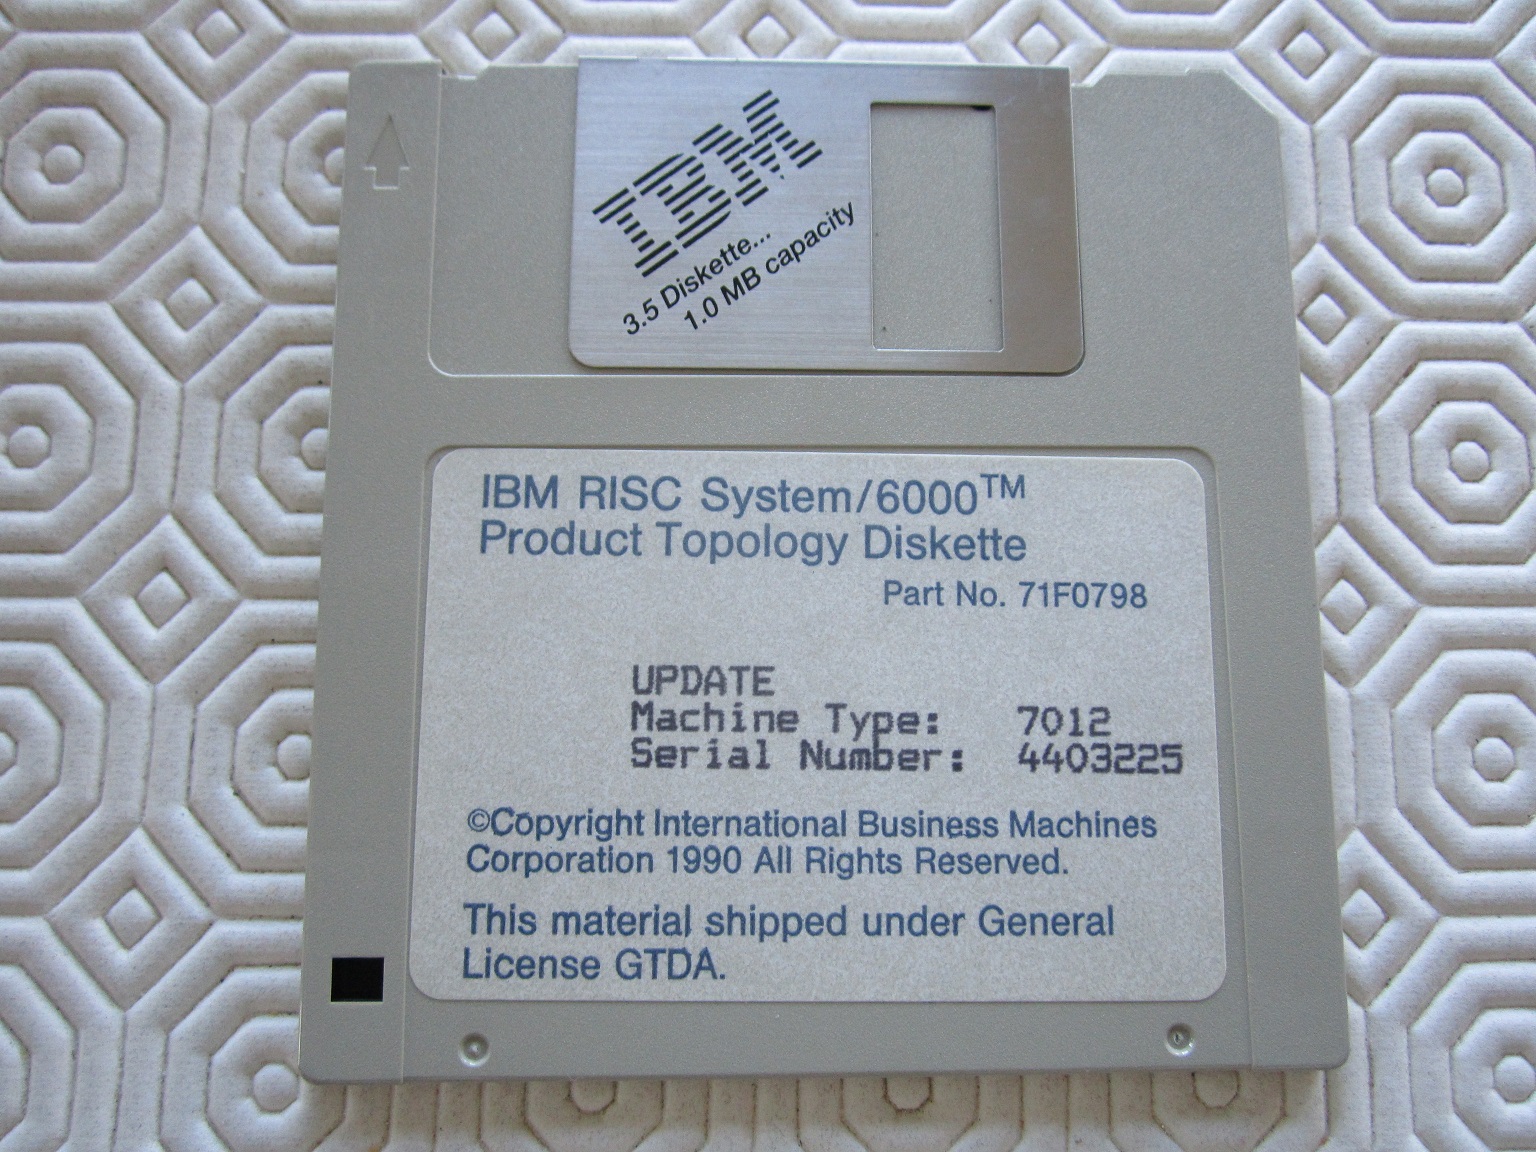 IBM
3.5 Diskette...
1.0 MB capacity
IBM RISC System/6000™
Product Topology Diskette
Part No. 71F0798
UPDATE
Machine Type: 7012
Serial Number: 4403225
©Copyright International Business Machines
Corporation 1990 All Rights Reserved.
This material shipped under General
License GTDA.